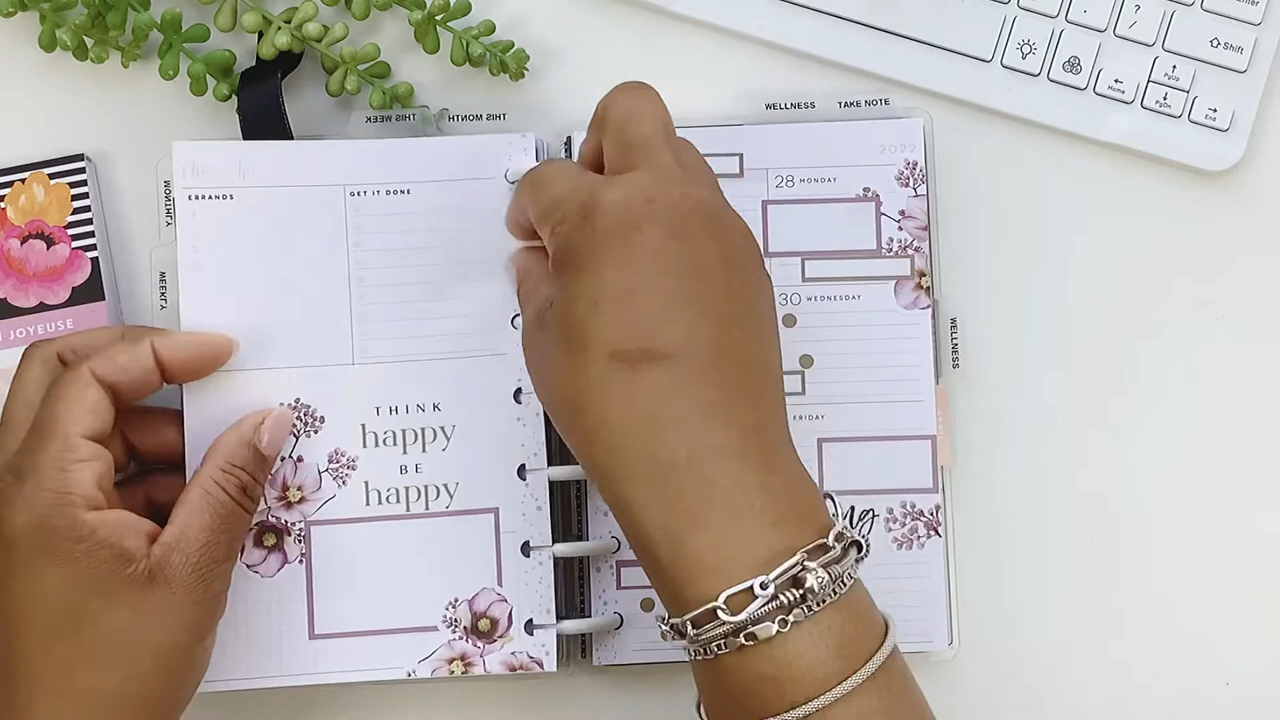 Shift
?
PgUp
Home
PgDn
End
WELLNESS
TAKE NOTE
THIS WEEK
THIS MONTH
2022
MONTHLY
ERRANDS
GET IT DONE
28 MONDAY
WEEKLY
30 WEDNESDAY
JOYEUSE
WELLNESS
THINK
happy
BE
happy
FRIDAY